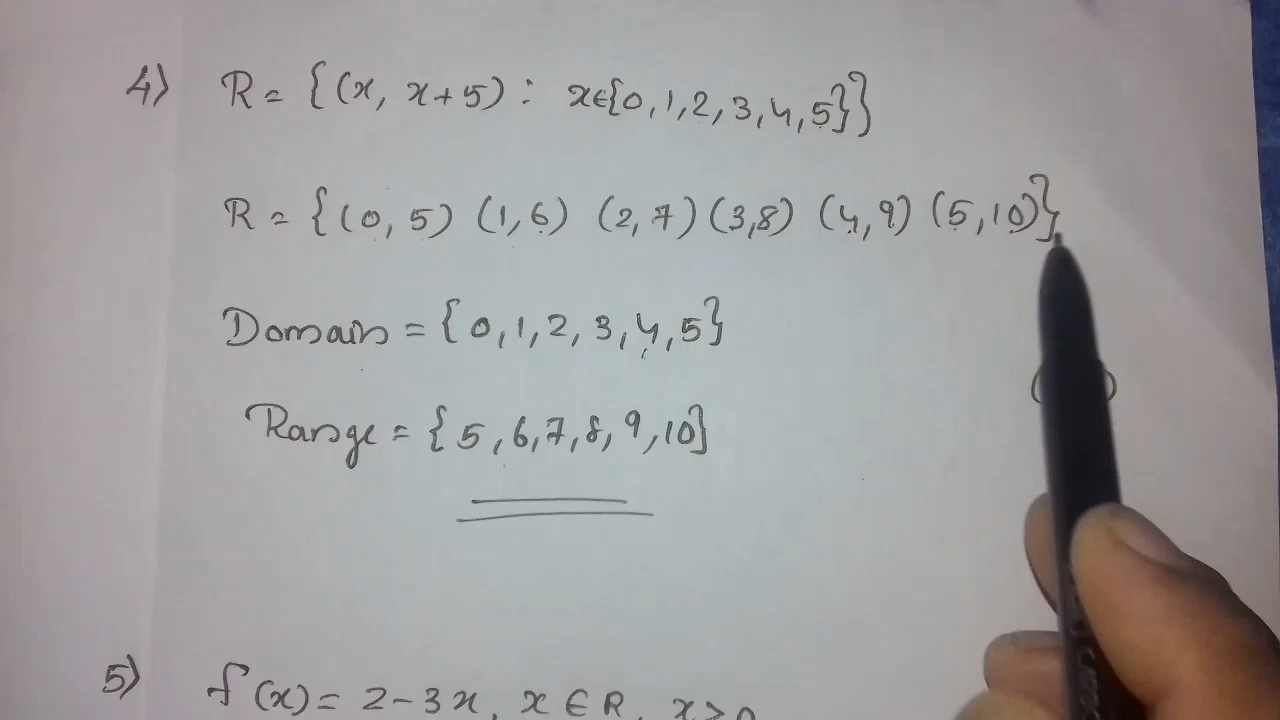 4) R = {(x, x+5) : x∈{0,1,2,3,4,5}}
R = {(0,5) (1,6) (2,7) (3,8) (4,9) (5,10)}
Domain = {0,1,2,3,4,5}
Range = {5,6,7,8,9,10}
5) f(x) = 2-3x, x ∈ R, x>0